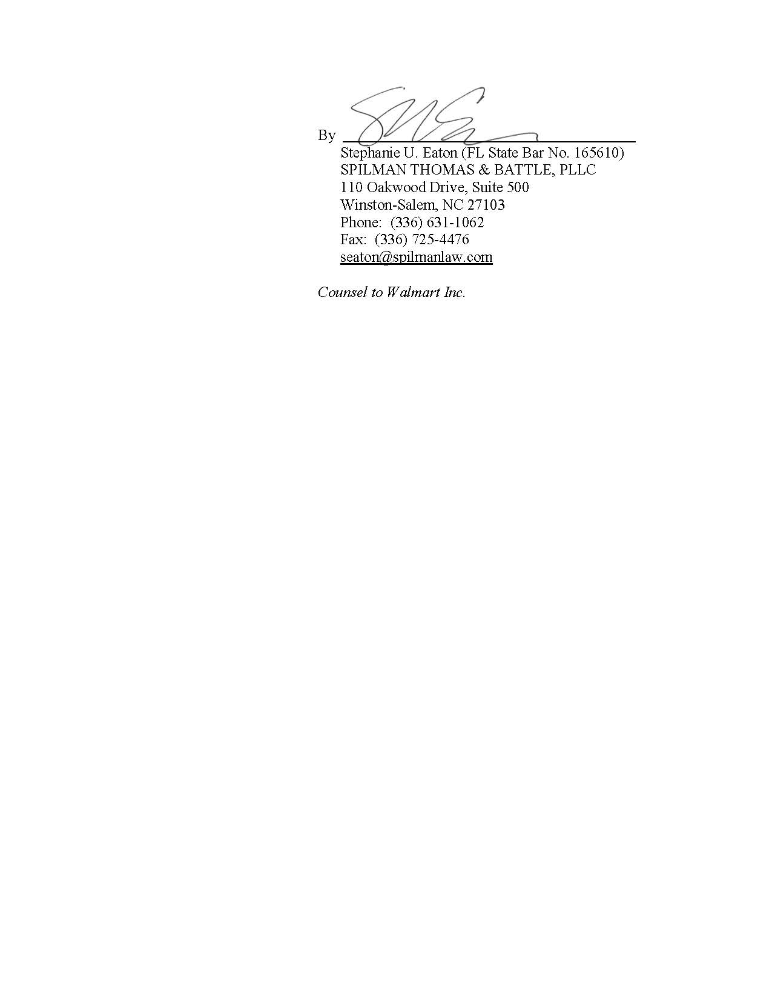 By
Stephanie U. Eaton (FL State Bar No. 165610)
SPILMAN THOMAS & BATTLE, PLLC
110 Oakwood Drive, Suite 500
Winston-Salem, NC 27103
Phone:  (336) 631-1062
Fax:  (336) 725-4476
seaton@spilmanlaw.com
Counsel to Walmart Inc.